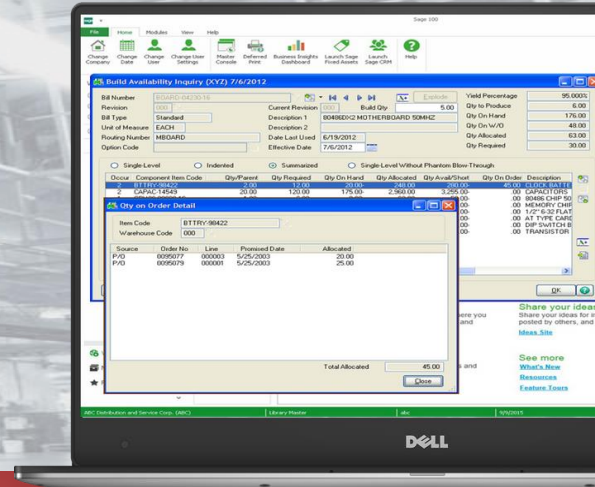 Sage 100
File Home Modules View Help
Change Company
Change Date
Change User
Change User Settings
Master Console
Deferred Print
Business Insights Dashboard
Launch Sage Fixed Assets
Launch Sage CRM
Help
Build Availability Inquiry (XYZ) 7/6/2012
Bill Number BOARD-04230-16 Exclude Yield Percentage 95.000%
Revision 000 Current Revision 000 Build Qty 5.00 Qty to Produce 6.00
Bill Type Standard Description 1 80486DX2 MOTHERBOARD 50MHZ Qty On Hand 176.00
Unit of Measure EACH Description 2 Qty On W/O 48.00
Routing Number MBOARD Date Last Used 6/19/2012 Qty Allocated 63.00
Option Code Effective Date 7/6/2012 Qty Required 30.00
Single-Level Indented Summarized Single-Level Without Phantom Blow-Through
Occur Component Item Code Qty/Parent Qty Required Qty On Hand Qty Allocated Qty Avail/Short Qty On Order Description
2 BTTRY-98422 2.00 12.00 20.00- 248.00 280.00- 45.00 CLOCK BATTE
2 CAPAC-14549 20.00 120.00 175.00- 2,960.00 3,255.00- .00 CAPACITORS
.00 80486 CHIP 50
.00 MEMORY CHIF
.00 1/2" 6-32 FLAT
.00 AT TYPE CARD
.00 DIP SWITCH B
.00 TRANSISTOR
Qty on Order Detail
Item Code BTTRY-98422
Warehouse Code 000
Source Order No Line Promised Date Allocated
P/O 0095077 000003 5/25/2003 20.00
P/O 0095079 000001 5/25/2003 25.00
Total Allocated 45.00
Close
OK
ere you
and
Share your ideas
Share your ideas for i
posted by others, and
Ideas Site
s and
See more
What's New
Resources
Feature Tours
ABC Distribution and Service Corp. (ABC) Library Master abc 9/9/2015
DELL